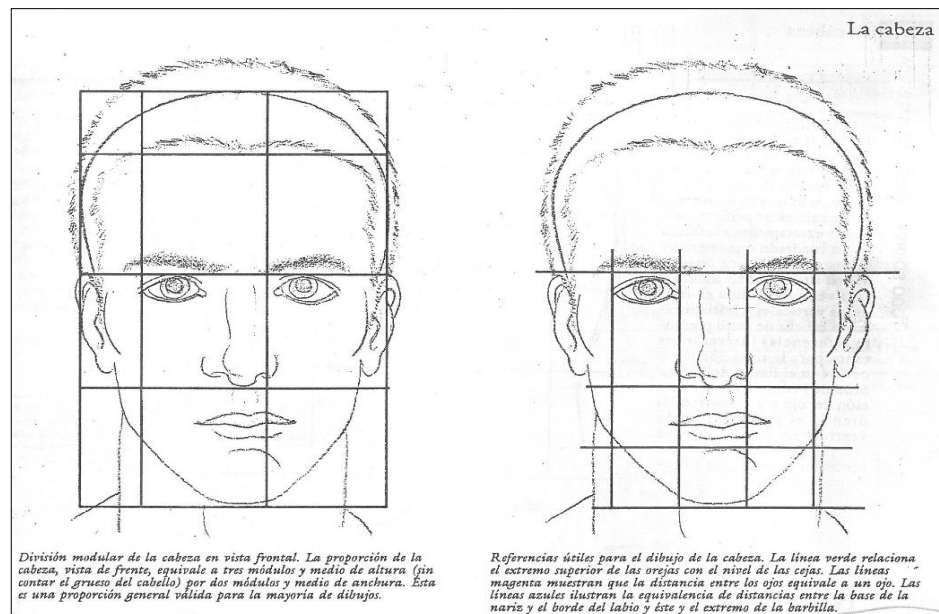 La cabeza
División modular de la cabeza en vista frontal. La proporción de la
cabeza, vista de frente, equivale a tres módulos y medio de altura (sin
contar el grueso del cabello) por dos módulos y medio de anchura. Esta
es una proporción general válida para la mayoría de dibujos.
Referencias útiles para el dibujo de la cabeza. La línea verde relaciona
el extremo superior de las orejas con el nivel de las cejas. Las líneas
magenta muestran que la distancia entre los ojos equivale a un ojo. Las
líneas azules ilustran la equivalencia de distancias entre la base de la
nariz y el borde del labio y éste y el extremo de la barbilla.